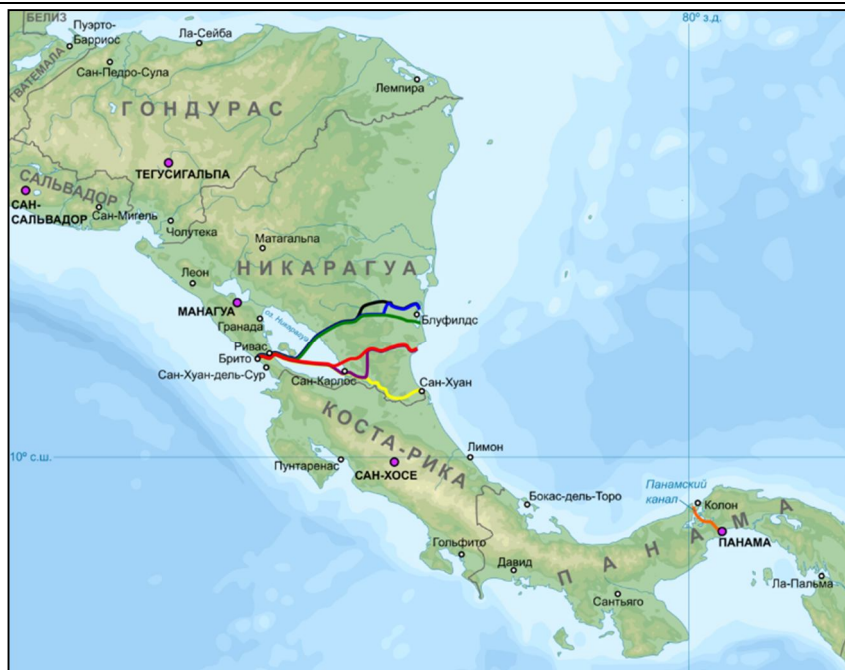 БЕЛИЗ
Пуэрто-
Барриос
Ла-Сейба
80° з.д.
Сан-Педро-Сула
ГВАТЕМАЛА
Лемпира
ГОНДУРАС
ТЕГУСИГАЛЬПА
САЛЬВАДОР
САН-
САЛЬВАДОР
Сан-Мигель
Чолутека
Матагальпа
НИКАРАГУА
Леон
МАНАГУА
оз. Никарагуа
Гранада
Блуфилдс
Ривас
Брито
Сан-Хуан-дель-Сур
Сан-Карлос
Сан-Хуан
КОСТА-РИКА
10° с.ш.
Лимон
Пунтаренас
САН-ХОСЕ
Панамский
канал
Бокас-дель-Торо
Колон
ПАНАМА
ПАНАМА
Гольфито
Давид
Ла-Пальма
Сантьяго